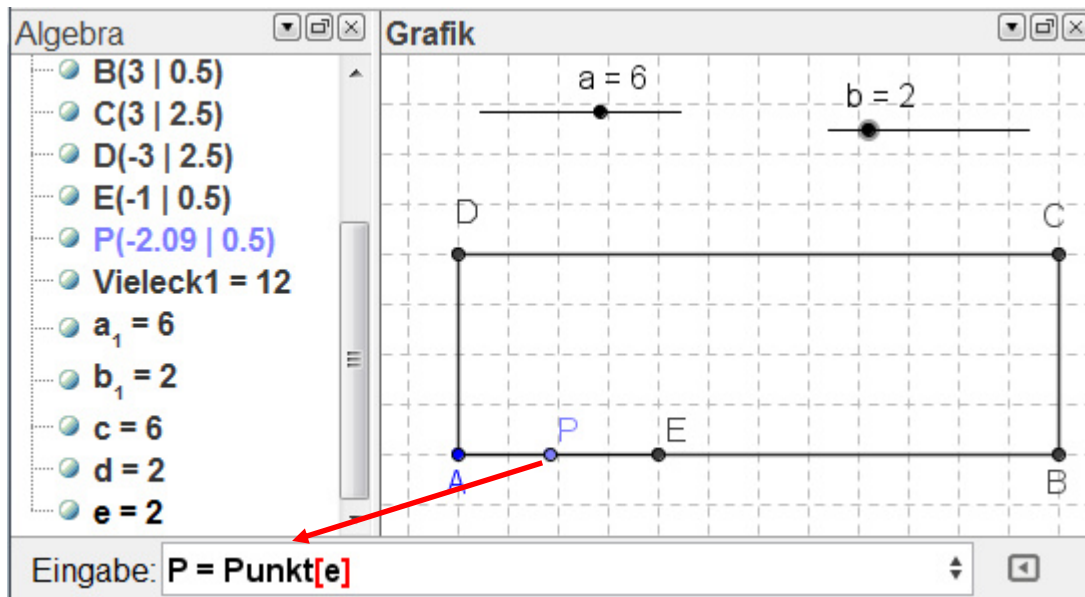 Algebra
B(3 | 0.5)
C(3 | 2.5)
D(-3 | 2.5)
E(-1 | 0.5)
P(-2.09 | 0.5)
Vieleck1 = 12
a₁ = 6
b₁ = 2
c = 6
d = 2
e = 2
Grafik
a = 6
b = 2
D
C
P
E
A
B
Eingabe: P = Punkt[e]